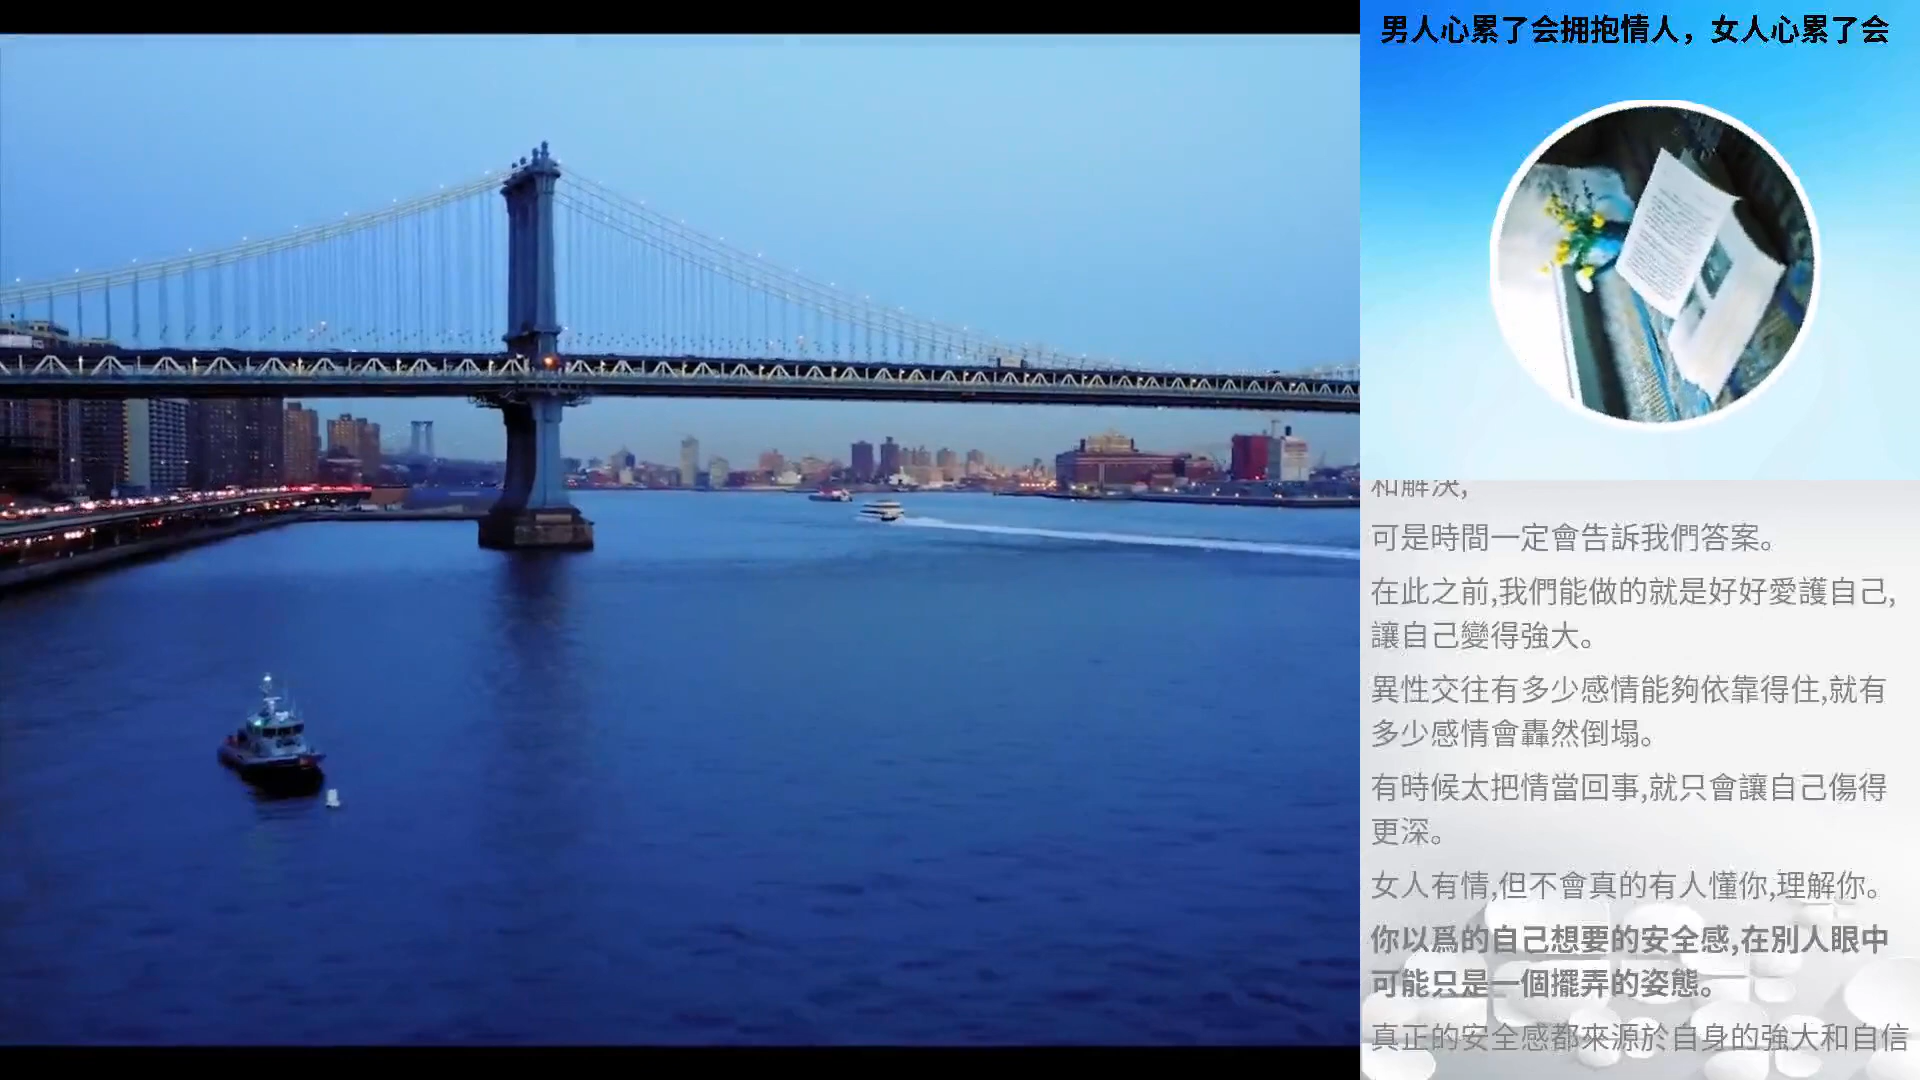 男人心累了会拥抱情人，女人心累了会
和解決,
可是時間一定會告訴我們答案。
在此之前,我們能做的就是好好愛護自己,
讓自己變得強大。
異性交往有多少感情能夠依靠得住,就有
多少感情會轟然倒塌。
有時候太把情當回事,就只會讓自己傷得
更深。
女人有情,但不會真的有人懂你,理解你。
你以爲的自己想要的安全感,在別人眼中
可能只是一個擺弄的姿態。
真正的安全感都來源於自身的強大和自信